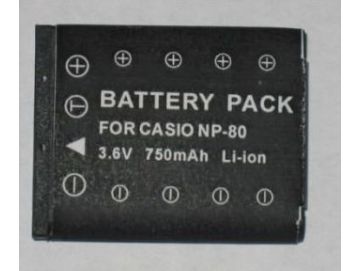 BATTERY PACK
FOR CASIO NP-80
3.6V 750mAh Li-ion
T